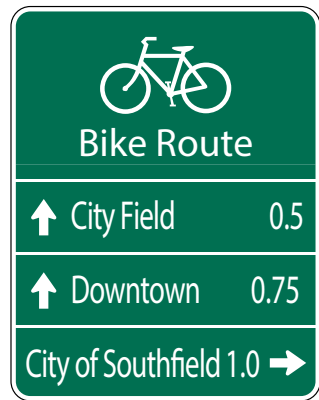 Bike Route
City Field 0.5
Downtown 0.75
City of Southfield 1.0